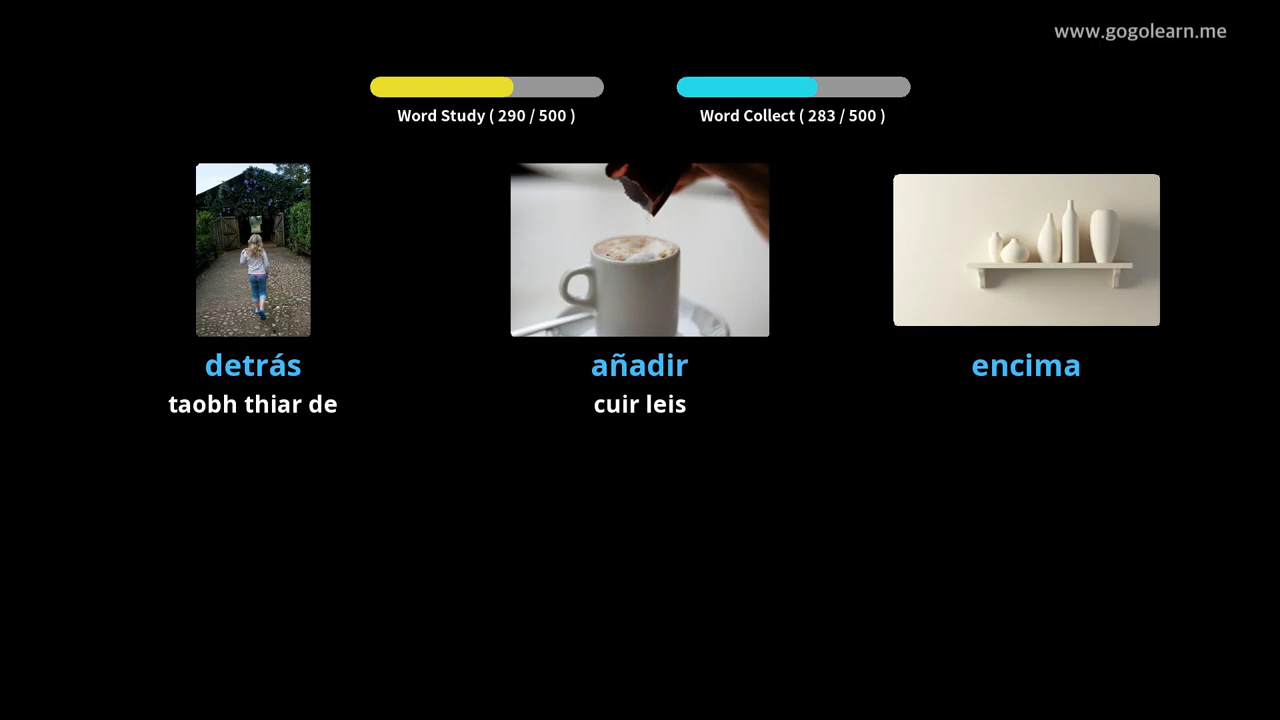 www.gogolearn.me
Word Study ( 290 / 500 )
Word Collect ( 283 / 500 )
detrás
añadir
encima
taobh thiar de
cuir leis